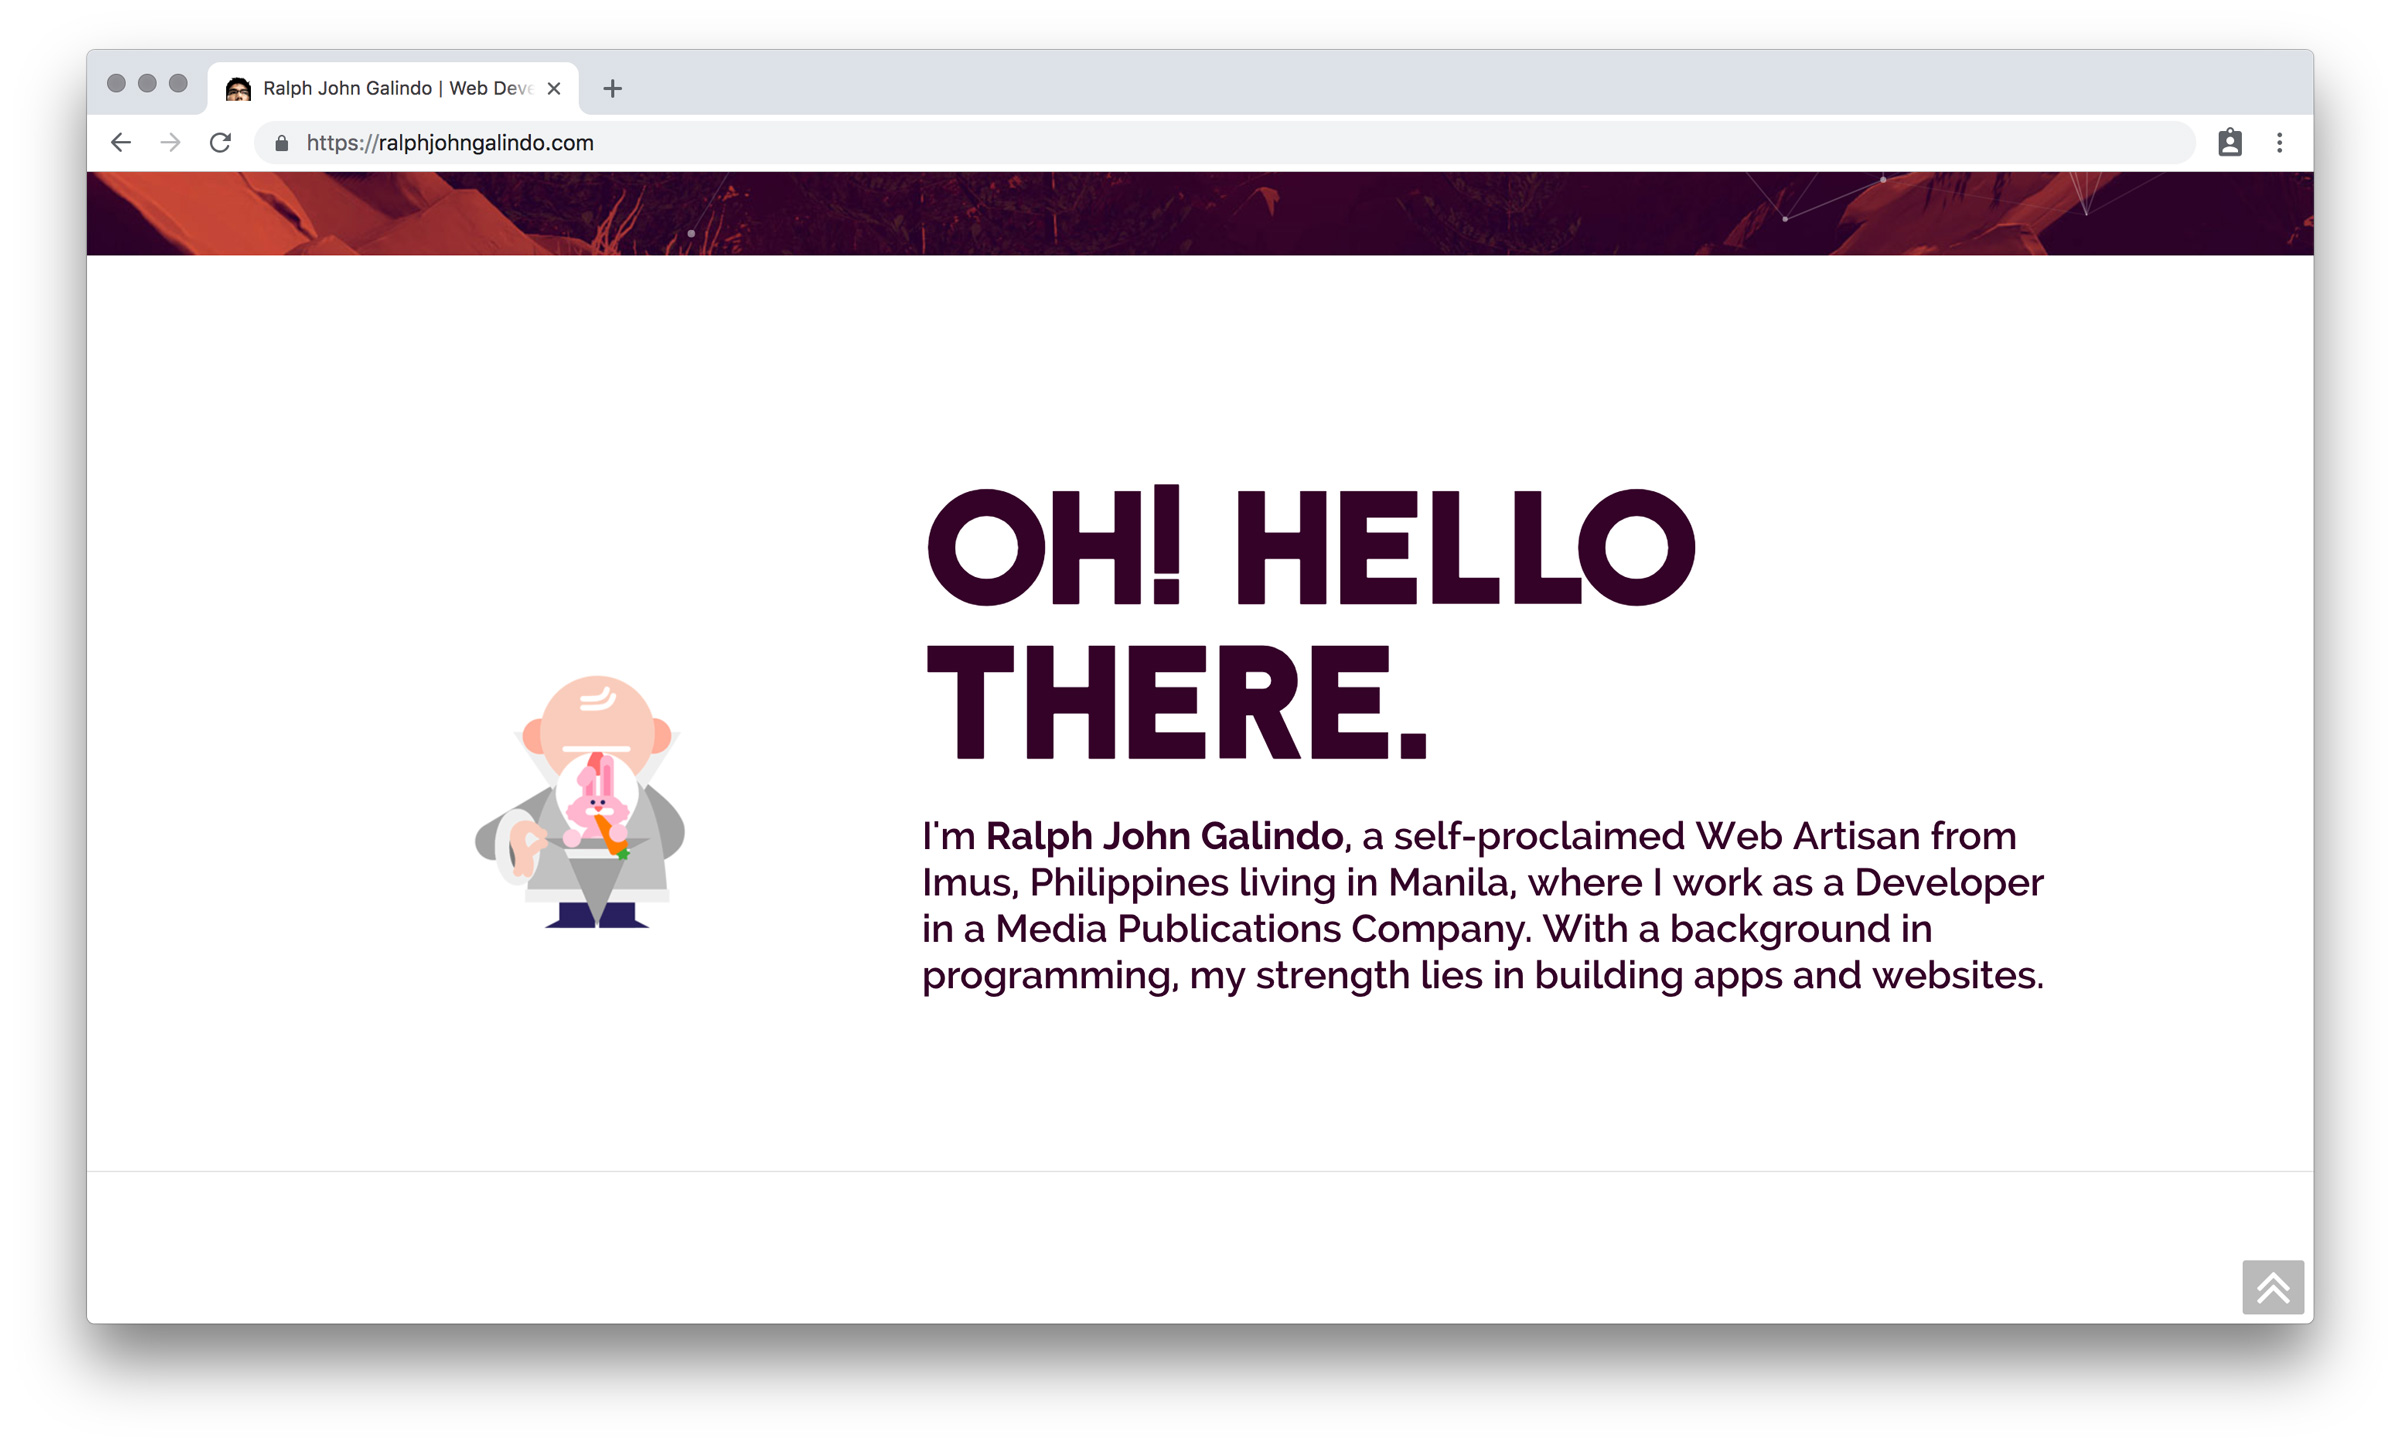 Ralph John Galindo | Web Deve
https://ralphjohngalindo.com
OH! HELLO
THERE.
I'm Ralph John Galindo, a self-proclaimed Web Artisan from
Imus, Philippines living in Manila, where I work as a Developer
in a Media Publications Company. With a background in
programming, my strength lies in building apps and websites.